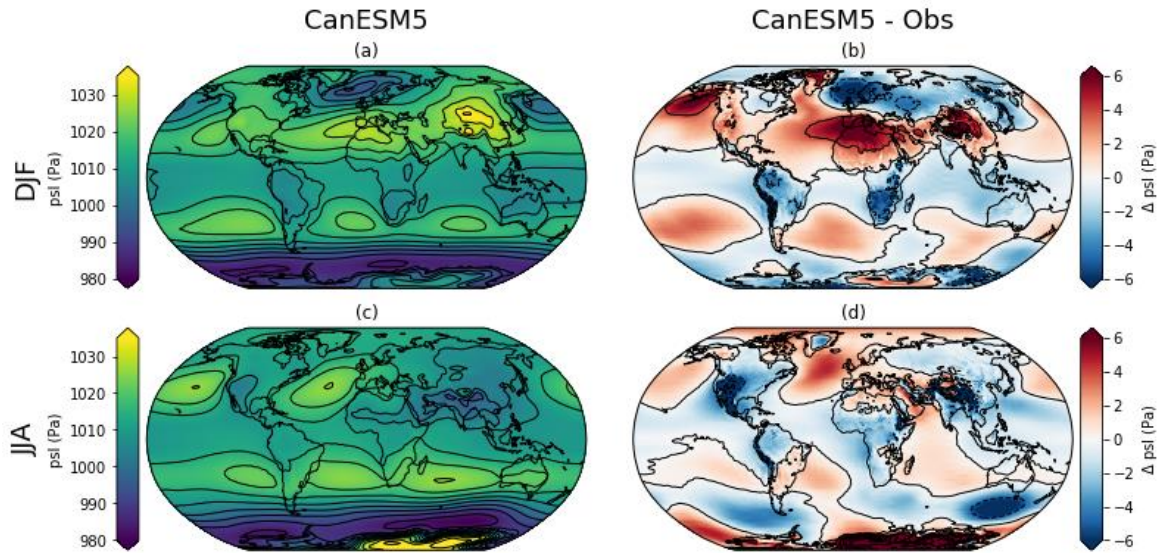 CanESM5
CanESM5 - Obs
(a)
(b)
DJF
psl (Pa)
1030
1020
1010
1000
990
980
Δ psl (Pa)
6
4
2
0
−2
−4
−6
(c)
(d)
JJA
psl (Pa)
1030
1020
1010
1000
990
980
Δ psl (Pa)
6
4
2
0
−2
−4
−6